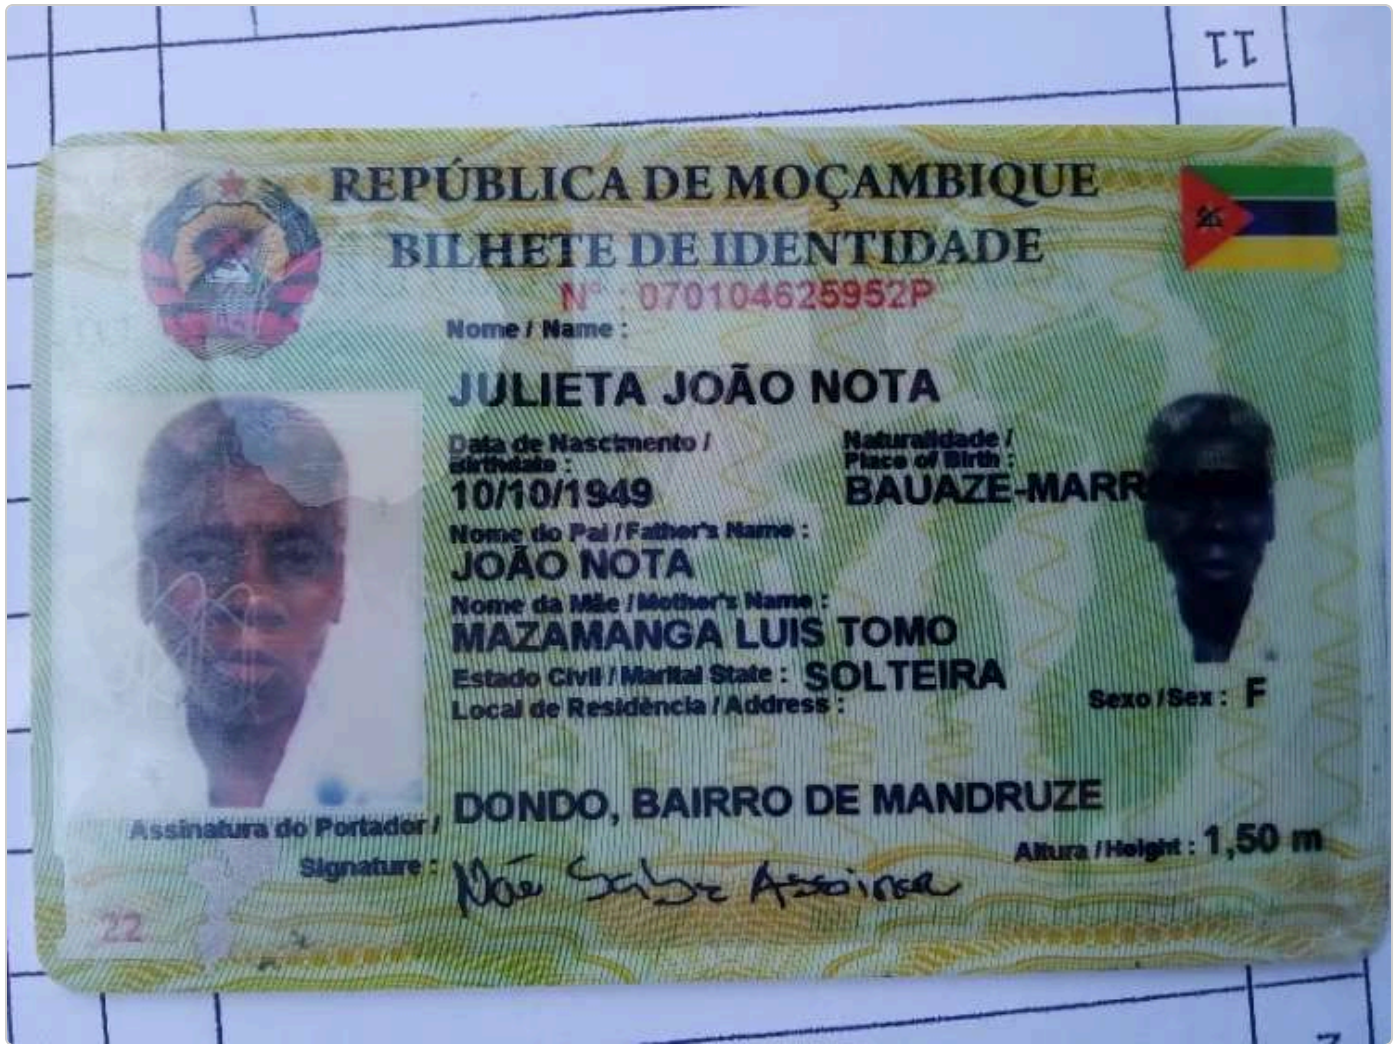 11
REPÚBLICA DE MOÇAMBIQUE
BILHETE DE IDENTIDADE
N° : 070104625952P
Nome / Name :
JULIETA JOÃO NOTA
Data de Nascimento / Birthdate :
10/10/1949
Naturalidade / Place of Birth :
BAUAZE-MARR
Nome do Pai / Father's Name :
JOÃO NOTA
Nome da Mãe / Mother's Name :
MAZAMANGA LUIS TOMO
Estado Civil / Marital State : SOLTEIRA
Sexo / Sex : F
Local de Residência / Address :
DONDO, BAIRRO DE MANDRUZE
Altura / Height : 1,50 m
Assinatura do Portador /
Signature : Não Sabe Assinar
22